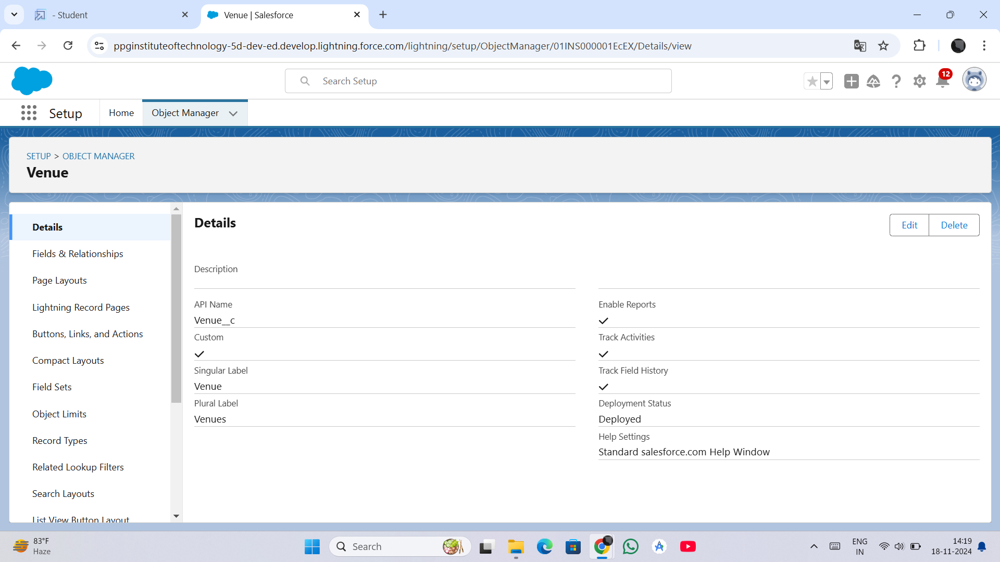 - Student
Venue | Salesforce
ppginstituteoftechnology-5d-dev-ed.develop.lightning.force.com/lightning/setup/ObjectManager/01INS000001EcEX/Details/view
Search Setup
12
Setup
Home
Object Manager
SETUP > OBJECT MANAGER
Venue
Details
Fields & Relationships
Page Layouts
Lightning Record Pages
Buttons, Links, and Actions
Compact Layouts
Field Sets
Object Limits
Record Types
Related Lookup Filters
Search Layouts
List View Button Layout
Details
Edit
Delete
Description
API Name
Venue__c
Custom
Singular Label
Venue
Plural Label
Venues
Enable Reports
Track Activities
Track Field History
Deployment Status
Deployed
Help Settings
Standard salesforce.com Help Window
83°F
Haze
Search
ENG
IN
14:19
18-11-2024